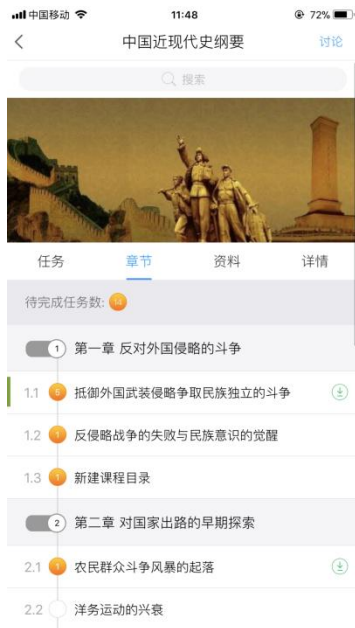 中国移动 11:48 72%
中国近现代史纲要 讨论
搜索
任务 章节 资料 详情
待完成任务数: 14
1 第一章 反对外国侵略的斗争
1.1 5 抵御外国武装侵略争取民族独立的斗争
1.2 1 反侵略战争的失败与民族意识的觉醒
1.3 1 新建课程目录
2 第二章 对国家出路的早期探索
2.1 1 农民群众斗争风暴的起落
2.2 洋务运动的兴衰